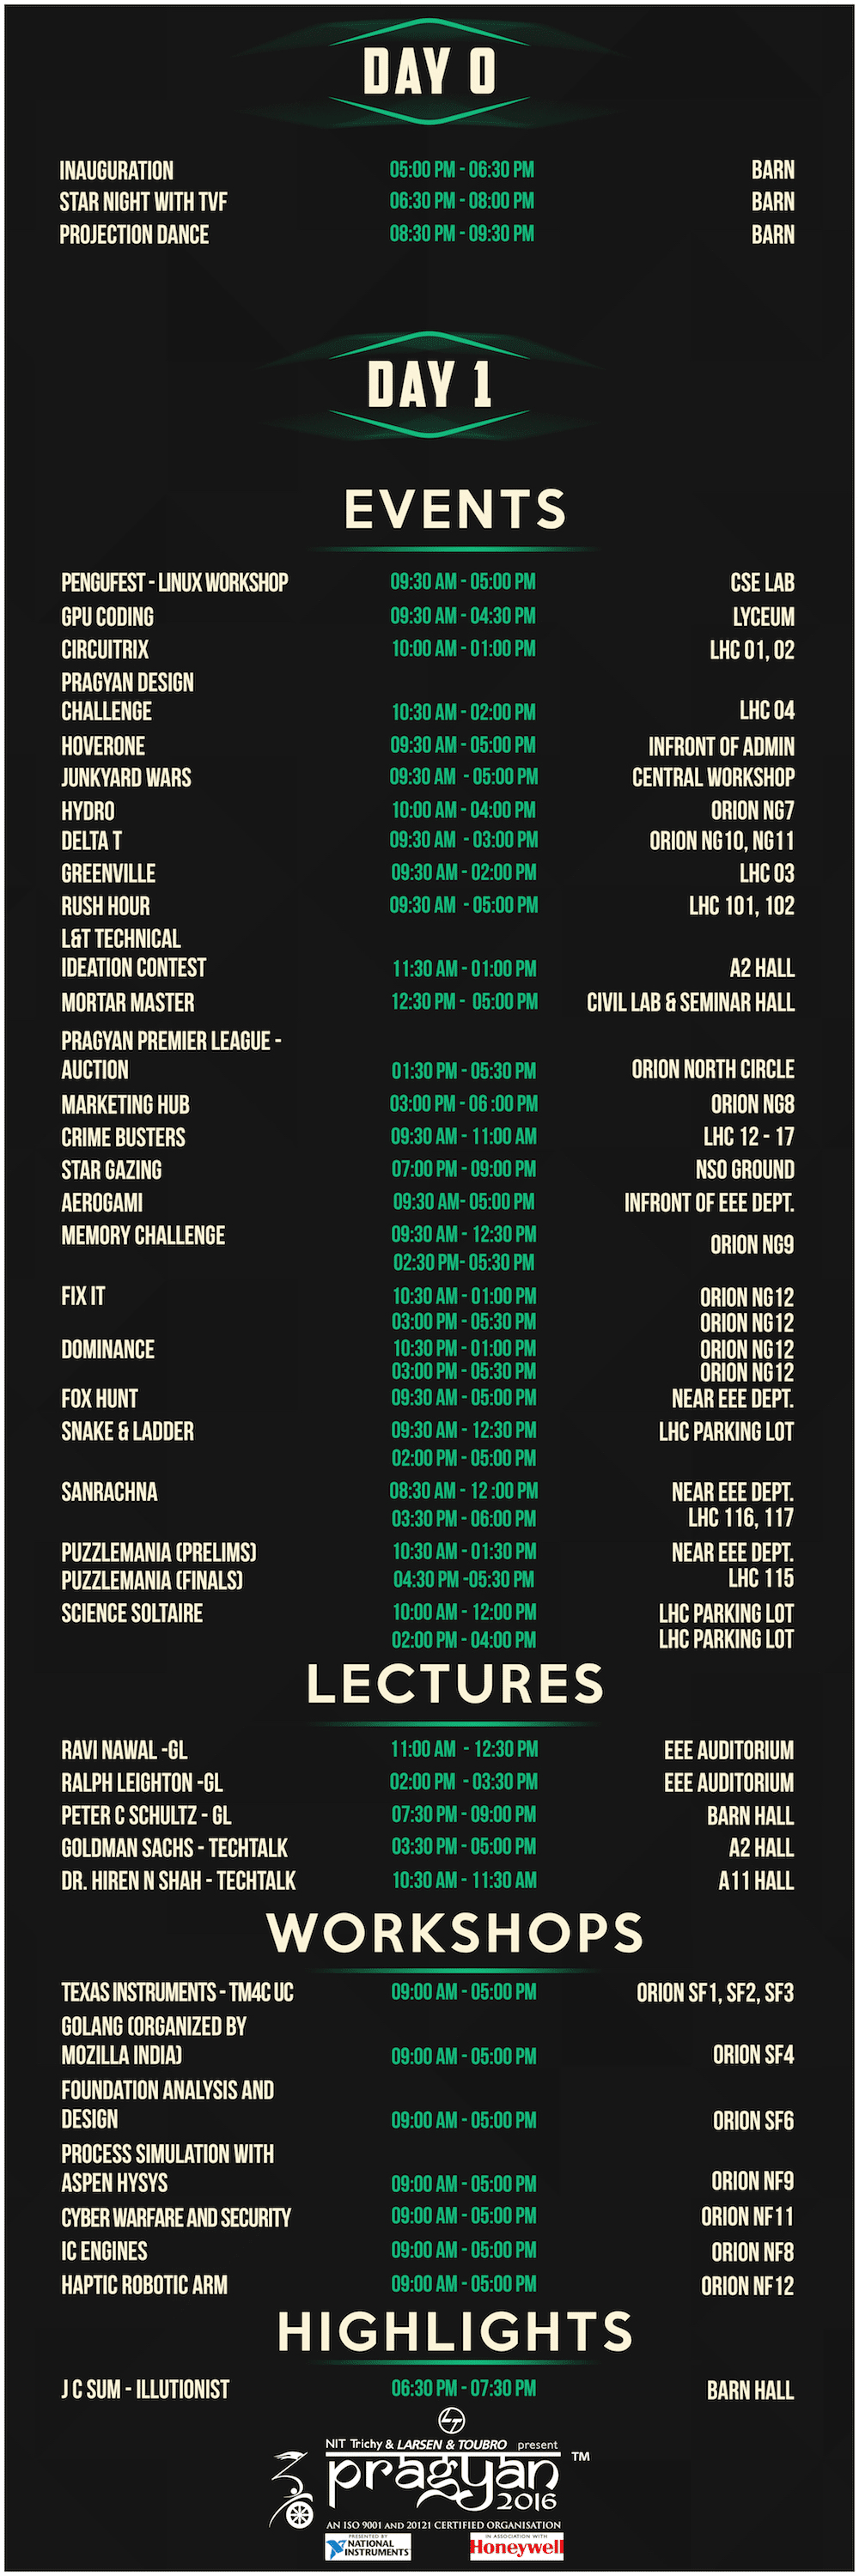 DAY 0
INAUGURATION 05:00 PM - 06:30 PM BARN
STAR NIGHT WITH TVF 06:30 PM - 08:00 PM BARN
PROJECTION DANCE 08:30 PM - 09:30 PM BARN
DAY 1
EVENTS
PENGUFEST - LINUX WORKSHOP 09:30 AM - 05:00 PM CSE LAB
GPU CODING 09:30 AM - 04:30 PM LYCEUM
CIRCUITRIX 10:00 AM - 01:00 PM LHC 01, 02
PRAGYAN DESIGN
CHALLENGE 10:30 AM - 02:00 PM LHC 04
HOVERONE 09:30 AM - 05:00 PM INFRONT OF ADMIN
JUNKYARD WARS 09:30 AM - 05:00 PM CENTRAL WORKSHOP
HYDRO 10:00 AM - 04:00 PM ORION NG7
DELTA T 09:30 AM - 03:00 PM ORION NG10, NG11
GREENVILLE 09:30 AM - 02:00 PM LHC 03
RUSH HOUR 09:30 AM - 05:00 PM LHC 101, 102
L&T TECHNICAL
IDEATION CONTEST 11:30 AM - 01:00 PM A2 HALL
MORTAR MASTER 12:30 PM - 05:00 PM CIVIL LAB & SEMINAR HALL
PRAGYAN PREMIER LEAGUE -
AUCTION 01:30 PM - 05:30 PM ORION NORTH CIRCLE
MARKETING HUB 03:00 PM - 06 :00 PM ORION NG8
CRIME BUSTERS 09:30 AM - 11:00 AM LHC 12 - 17
STAR GAZING 07:00 PM - 09:00 PM NSO GROUND
AEROGAMI 09:30 AM- 05:00 PM INFRONT OF EEE DEPT.
MEMORY CHALLENGE 09:30 AM - 12:30 PM
ORION NG9
02:30 PM- 05:30 PM
FIX IT 10:30 AM - 01:00 PM ORION NG12
03:00 PM - 05:30 PM ORION NG12
DOMINANCE 10:30 PM - 01:00 PM ORION NG12
03:00 PM - 05:30 PM ORION NG12
FOX HUNT 09:30 AM - 05:00 PM NEAR EEE DEPT.
SNAKE & LADDER 09:30 AM - 12:30 PM LHC PARKING LOT
02:00 PM - 05:00 PM
SANRACHNA 08:30 AM - 12 :00 PM NEAR EEE DEPT.
03:30 PM - 06:00 PM LHC 116, 117
PUZZLEMANIA (PRELIMS) 10:30 AM - 01:30 PM NEAR EEE DEPT.
PUZZLEMANIA (FINALS) 04:30 PM -05:30 PM LHC 115
SCIENCE SOLTAIRE 10:00 AM - 12:00 PM LHC PARKING LOT
02:00 PM - 04:00 PM LHC PARKING LOT
LECTURES
RAVI NAWAL -GL 11:00 AM - 12:30 PM EEE AUDITORIUM
RALPH LEIGHTON -GL 02:00 PM - 03:30 PM EEE AUDITORIUM
PETER C SCHULTZ - GL 07:30 PM - 09:00 PM BARN HALL
GOLDMAN SACHS - TECHTALK 03:30 PM - 05:00 PM A2 HALL
DR. HIREN N SHAH - TECHTALK 10:30 AM - 11:30 AM A11 HALL
WORKSHOPS
TEXAS INSTRUMENTS - TM4C UC 09:00 AM - 05:00 PM ORION SF1, SF2, SF3
GOLANG (ORGANIZED BY
MOZILLA INDIA) 09:00 AM - 05:00 PM ORION SF4
FOUNDATION ANALYSIS AND
DESIGN 09:00 AM - 05:00 PM ORION SF6
PROCESS SIMULATION WITH
ASPEN HYSYS 09:00 AM - 05:00 PM ORION NF9
CYBER WARFARE AND SECURITY 09:00 AM - 05:00 PM ORION NF11
IC ENGINES 09:00 AM - 05:00 PM ORION NF8
HAPTIC ROBOTIC ARM 09:00 AM - 05:00 PM ORION NF12
HIGHLIGHTS
J C SUM - ILLUTIONIST 06:30 PM - 07:30 PM BARN HALL
NIT Trichy & LARSEN & TOUBRO present
pragyan TM
2016
AN ISO 9001 AND 20121 CERTIFIED ORGANISATION
PRESENTED BY IN ASSOCIATION WITH
NATIONAL INSTRUMENTS Honeywell